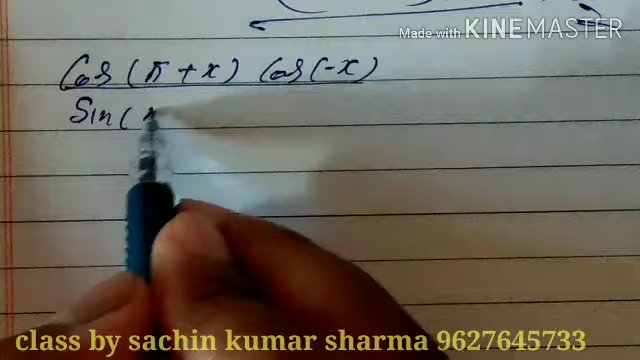 Made with KINEMASTER
Cos (π + x) Cos (-x)
Sin (
class by sachin kumar sharma 9627645733